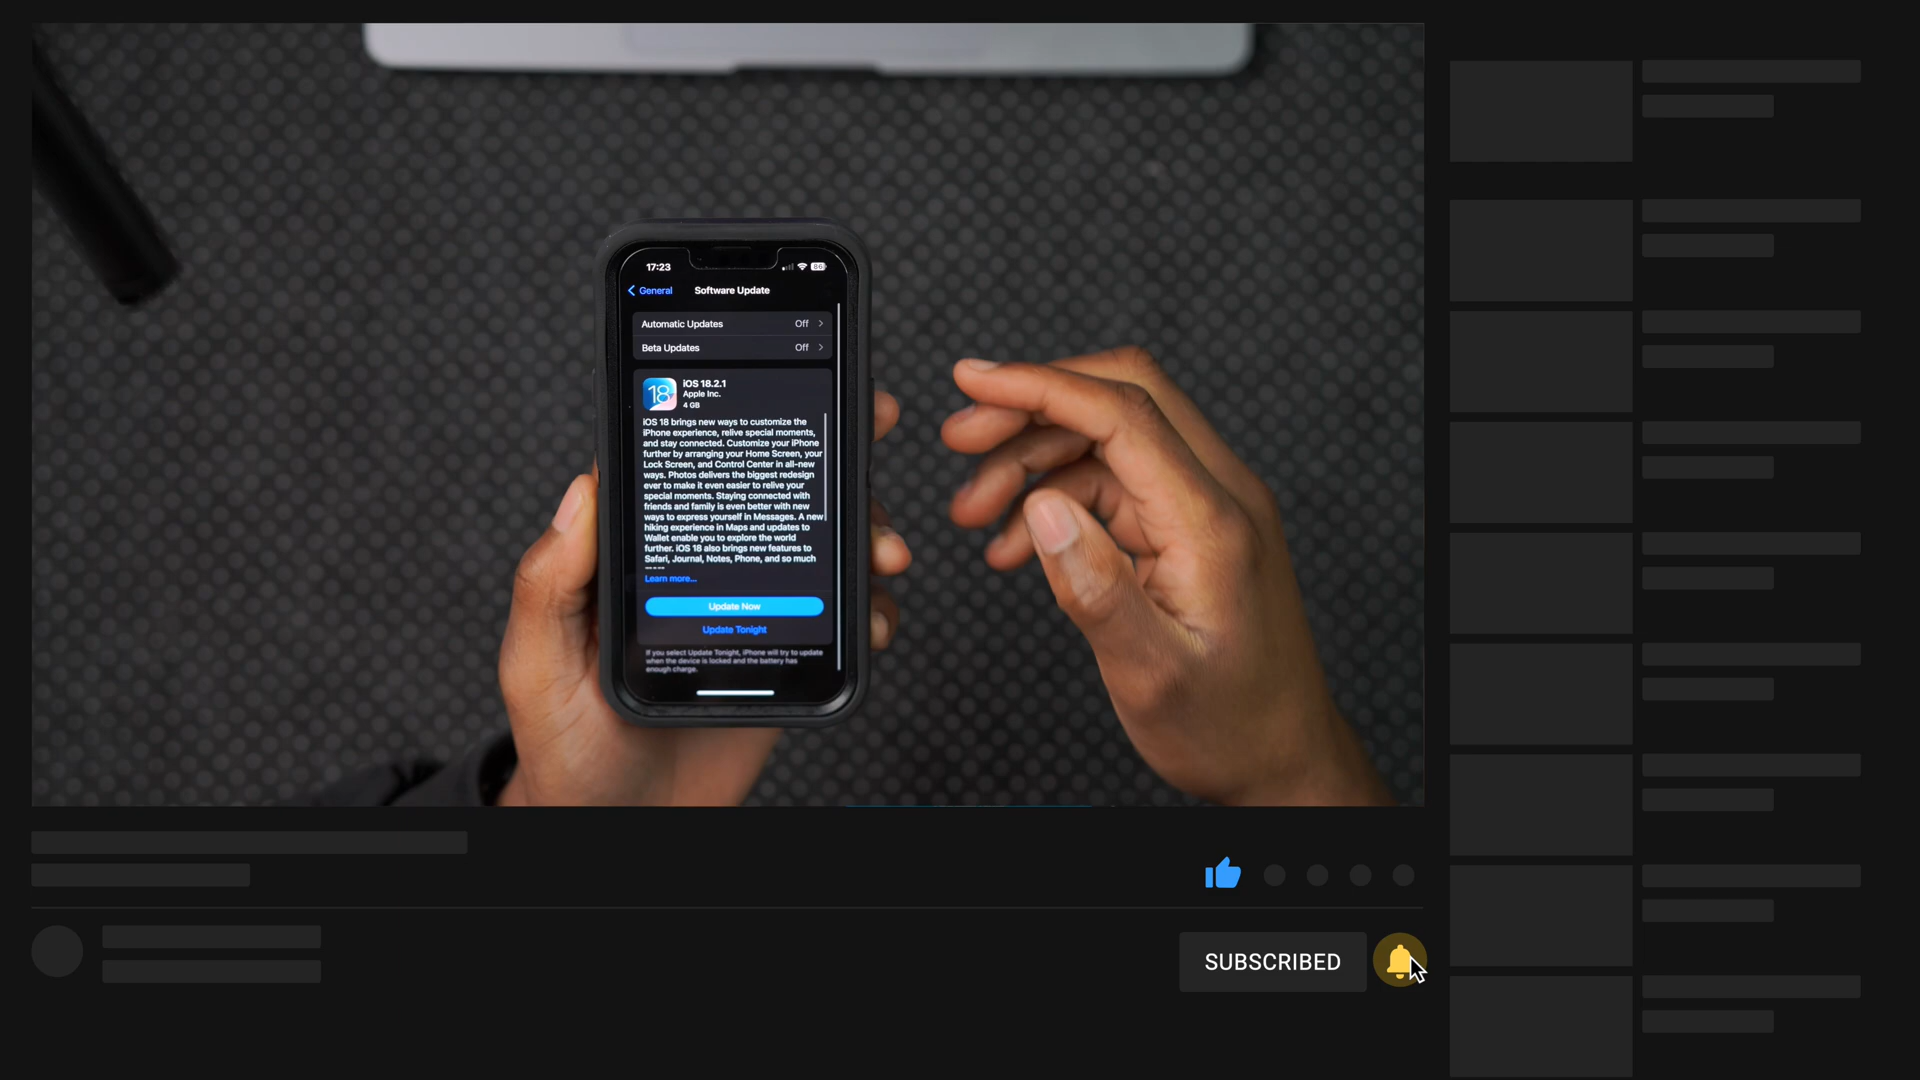 17:23
86
General
Software Update
Automatic Updates Off
Beta Updates Off
18
iOS 18.2.1
Apple Inc.
4 GB
iOS 18 brings new ways to customize the
iPhone experience, relive special moments,
and stay connected. Customize your iPhone
further by arranging your Home Screen, your
Lock Screen, and Control Center in all-new
ways. Photos delivers the biggest redesign
ever to make it even easier to relive your
special moments. Staying connected with
friends and family is even better with new
ways to express yourself in Messages. A new
hiking experience in Maps and updates to
Wallet enable you to explore the world
further. iOS 18 also brings new features to
Safari, Journal, Notes, Phone, and so much
Learn more...
Update Now
Update Tonight
If you select Update Tonight, iPhone will try to update
when the device is locked and the battery has
enough charge.
SUBSCRIBED